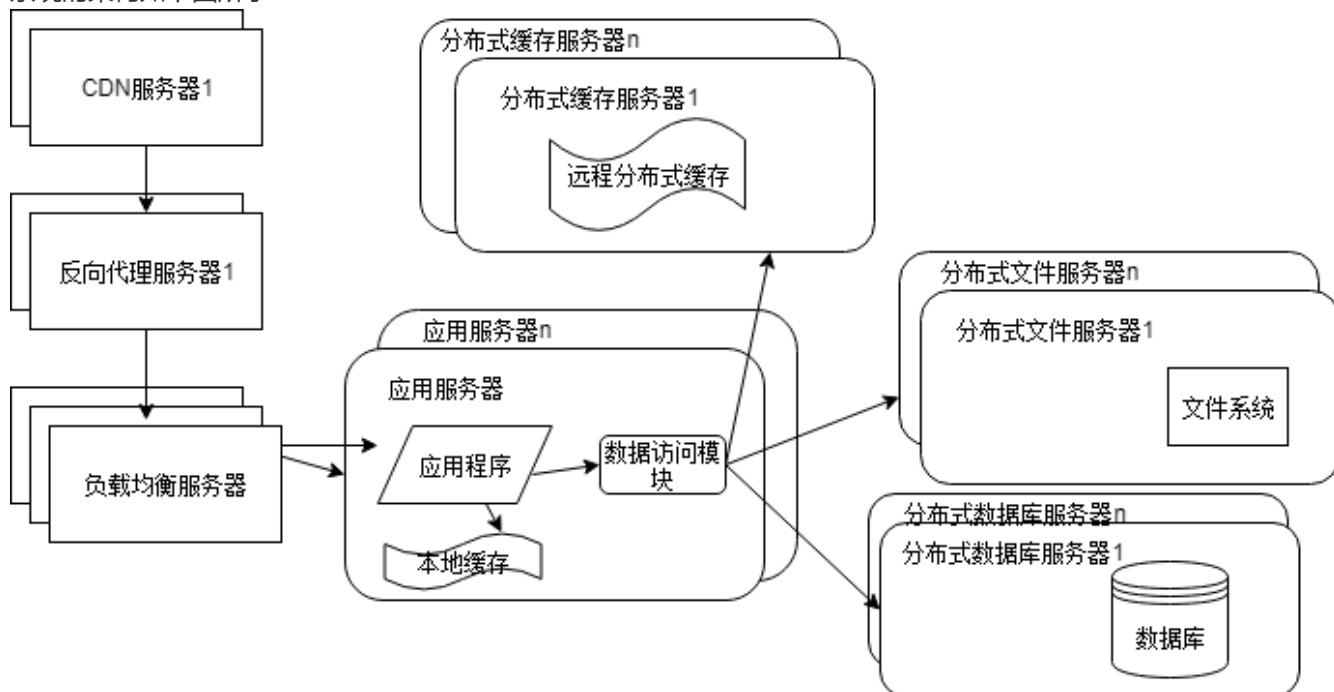 CDN服务器1
反向代理服务器1
负载均衡服务器
分布式缓存服务器n
分布式缓存服务器1
远程分布式缓存
应用服务器n
应用服务器
应用程序
数据访问模
块
本地缓存
分布式文件服务器n
分布式文件服务器1
文件系统
分布式数据库服务器n
分布式数据库服务器1
数据库